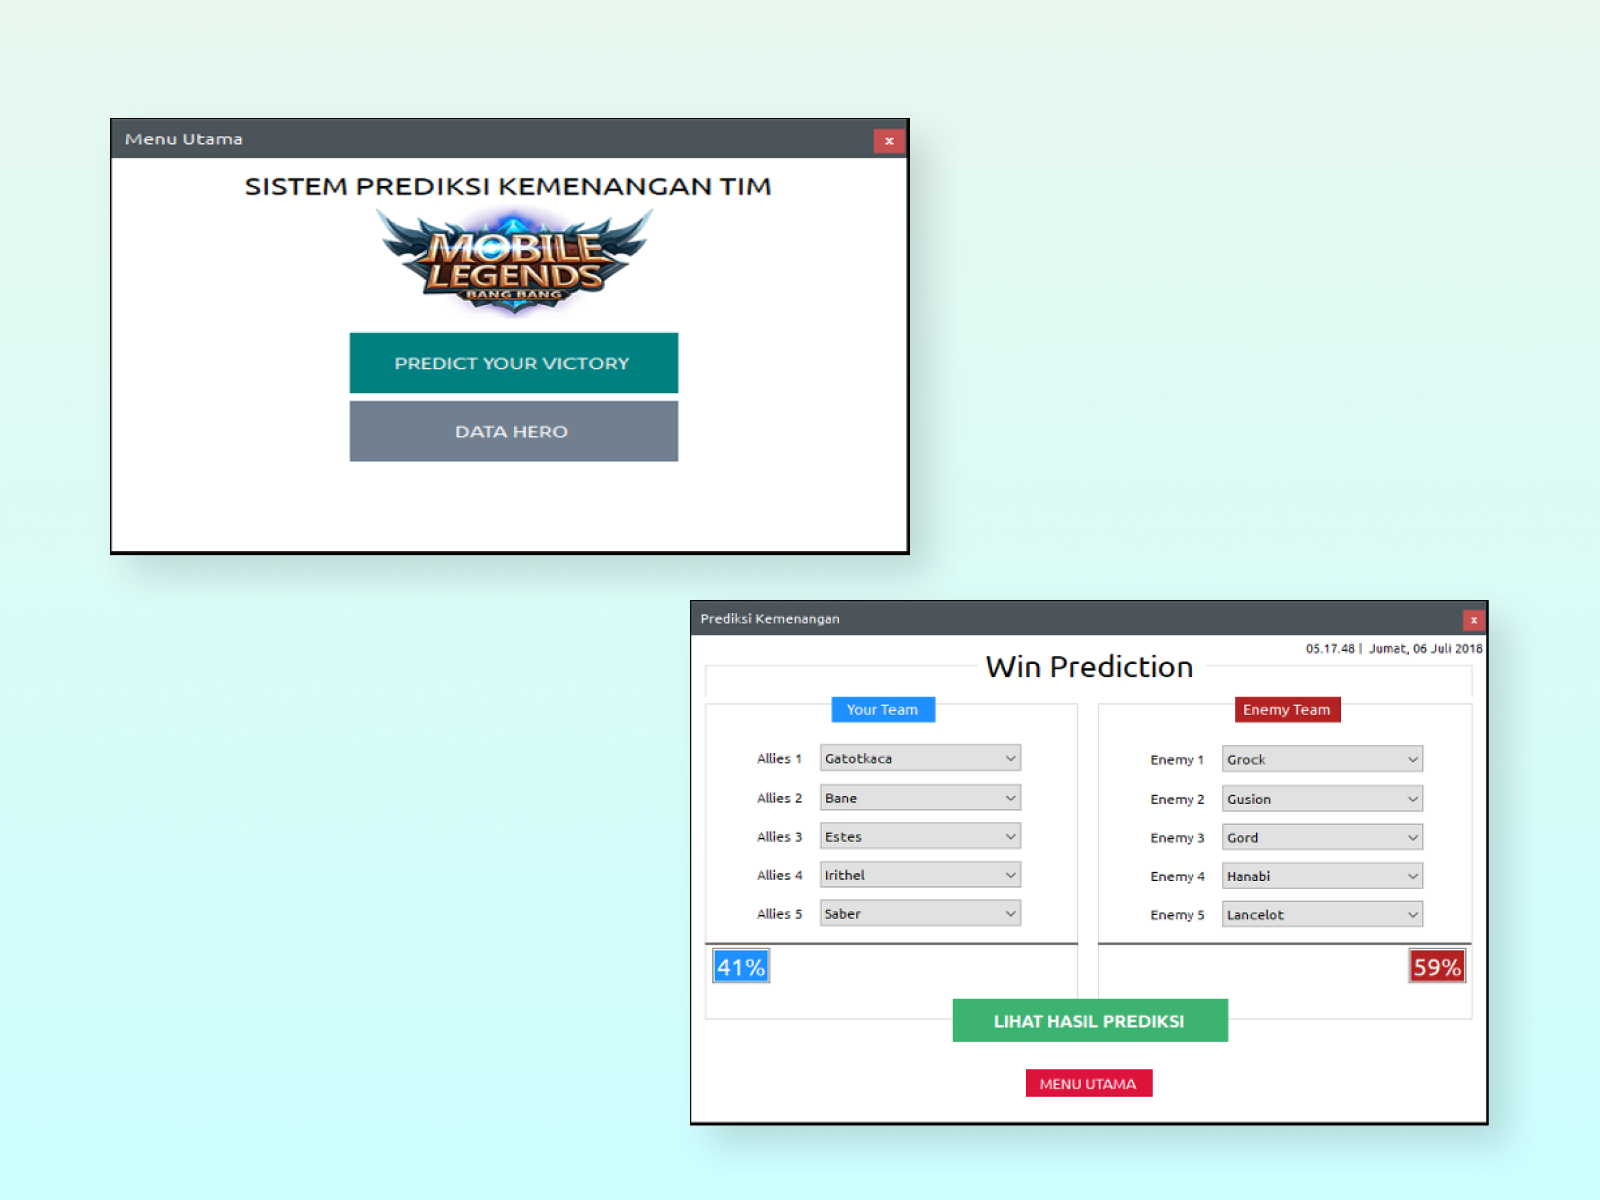 Menu Utama
x
SISTEM PREDIKSI KEMENANGAN TIM
MOBILE
LEGENDS
BANG BANG
PREDICT YOUR VICTORY
DATA HERO
Prediksi Kemenangan
x
05.17.48 | Jumat, 06 Juli 2018
Win Prediction
Your Team
Allies 1 Gatotkaca
Allies 2 Bane
Allies 3 Estes
Allies 4 Irithel
Allies 5 Saber
41%
Enemy Team
Enemy 1 Grock
Enemy 2 Gusion
Enemy 3 Gord
Enemy 4 Hanabi
Enemy 5 Lancelot
59%
LIHAT HASIL PREDIKSI
MENU UTAMA